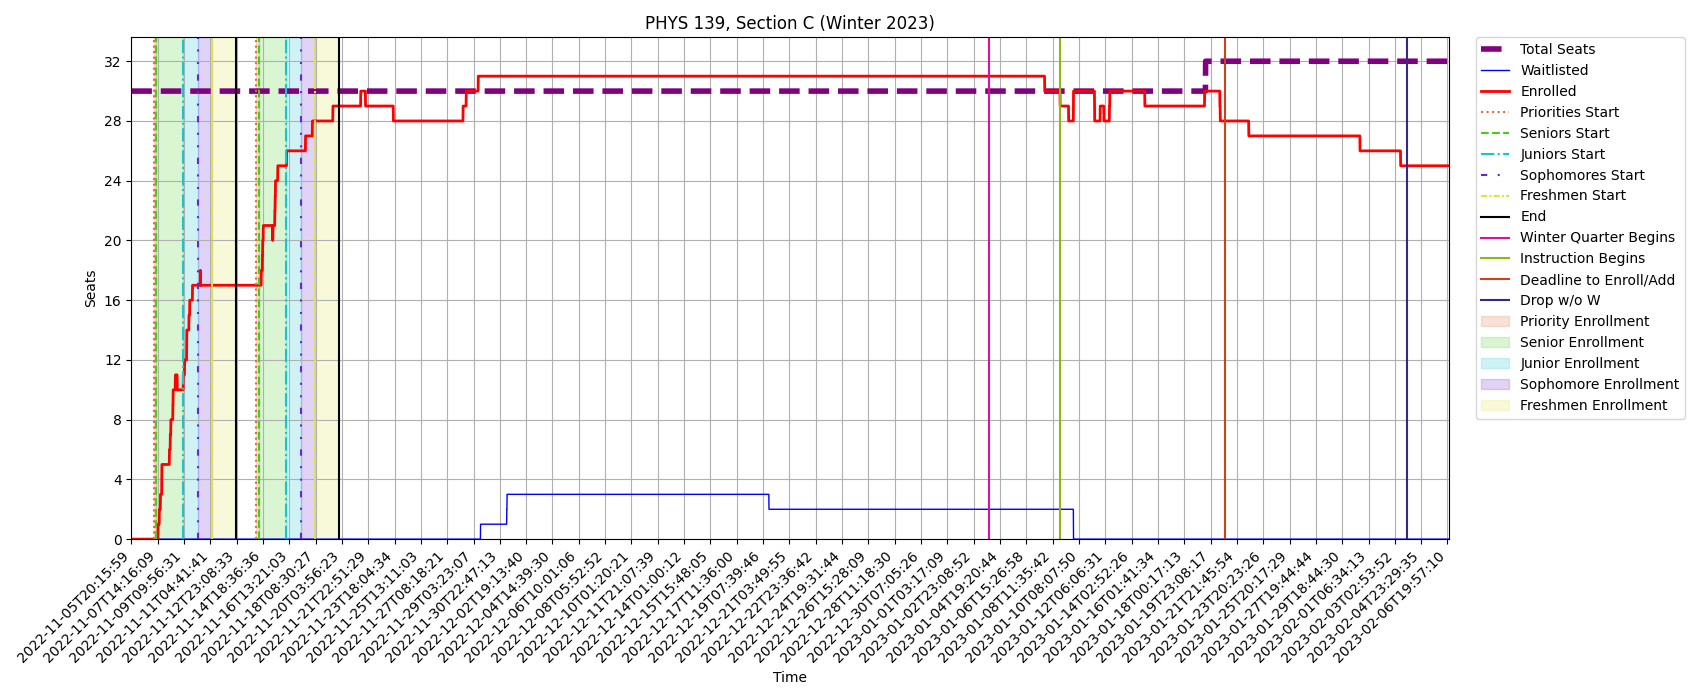 PHYS 139, Section C (Winter 2023)
Seats
32
28
24
20
16
12
8
4
0
2022-11-05T20:15:59
2022-11-07T14:16:09
2022-11-09T09:56:31
2022-11-11T04:41:41
2022-11-12T23:08:33
2022-11-14T18:36:36
2022-11-16T13:21:03
2022-11-18T08:30:27
2022-11-20T03:56:23
2022-11-21T22:51:29
2022-11-23T18:04:34
2022-11-25T13:11:03
2022-11-27T08:18:21
2022-11-29T03:23:07
2022-11-30T22:47:13
2022-12-02T19:13:40
2022-12-04T14:39:30
2022-12-06T10:01:06
2022-12-08T05:52:52
2022-12-10T01:20:21
2022-12-11T21:07:39
2022-12-14T01:00:12
2022-12-15T15:48:05
2022-12-17T11:36:00
2022-12-19T07:39:46
2022-12-21T03:49:55
2022-12-22T23:36:42
2022-12-24T19:31:44
2022-12-26T15:28:09
2022-12-28T11:18:30
2022-12-30T07:05:26
2023-01-01T03:17:09
2023-01-02T23:08:52
2023-01-04T19:20:44
2023-01-06T15:26:58
2023-01-08T11:35:42
2023-01-10T08:07:50
2023-01-12T06:06:31
2023-01-14T02:52:26
2023-01-16T01:41:34
2023-01-18T00:17:13
2023-01-19T23:08:17
2023-01-21T21:45:54
2023-01-23T20:23:26
2023-01-25T20:17:29
2023-01-27T19:44:44
2023-01-29T18:44:30
2023-02-01T06:34:13
2023-02-03T02:53:52
2023-02-04T23:29:35
2023-02-06T19:57:10
Time
Total Seats
Waitlisted
Enrolled
Priorities Start
Seniors Start
Juniors Start
Sophomores Start
Freshmen Start
End
Winter Quarter Begins
Instruction Begins
Deadline to Enroll/Add
Drop w/o W
Priority Enrollment
Senior Enrollment
Junior Enrollment
Sophomore Enrollment
Freshmen Enrollment